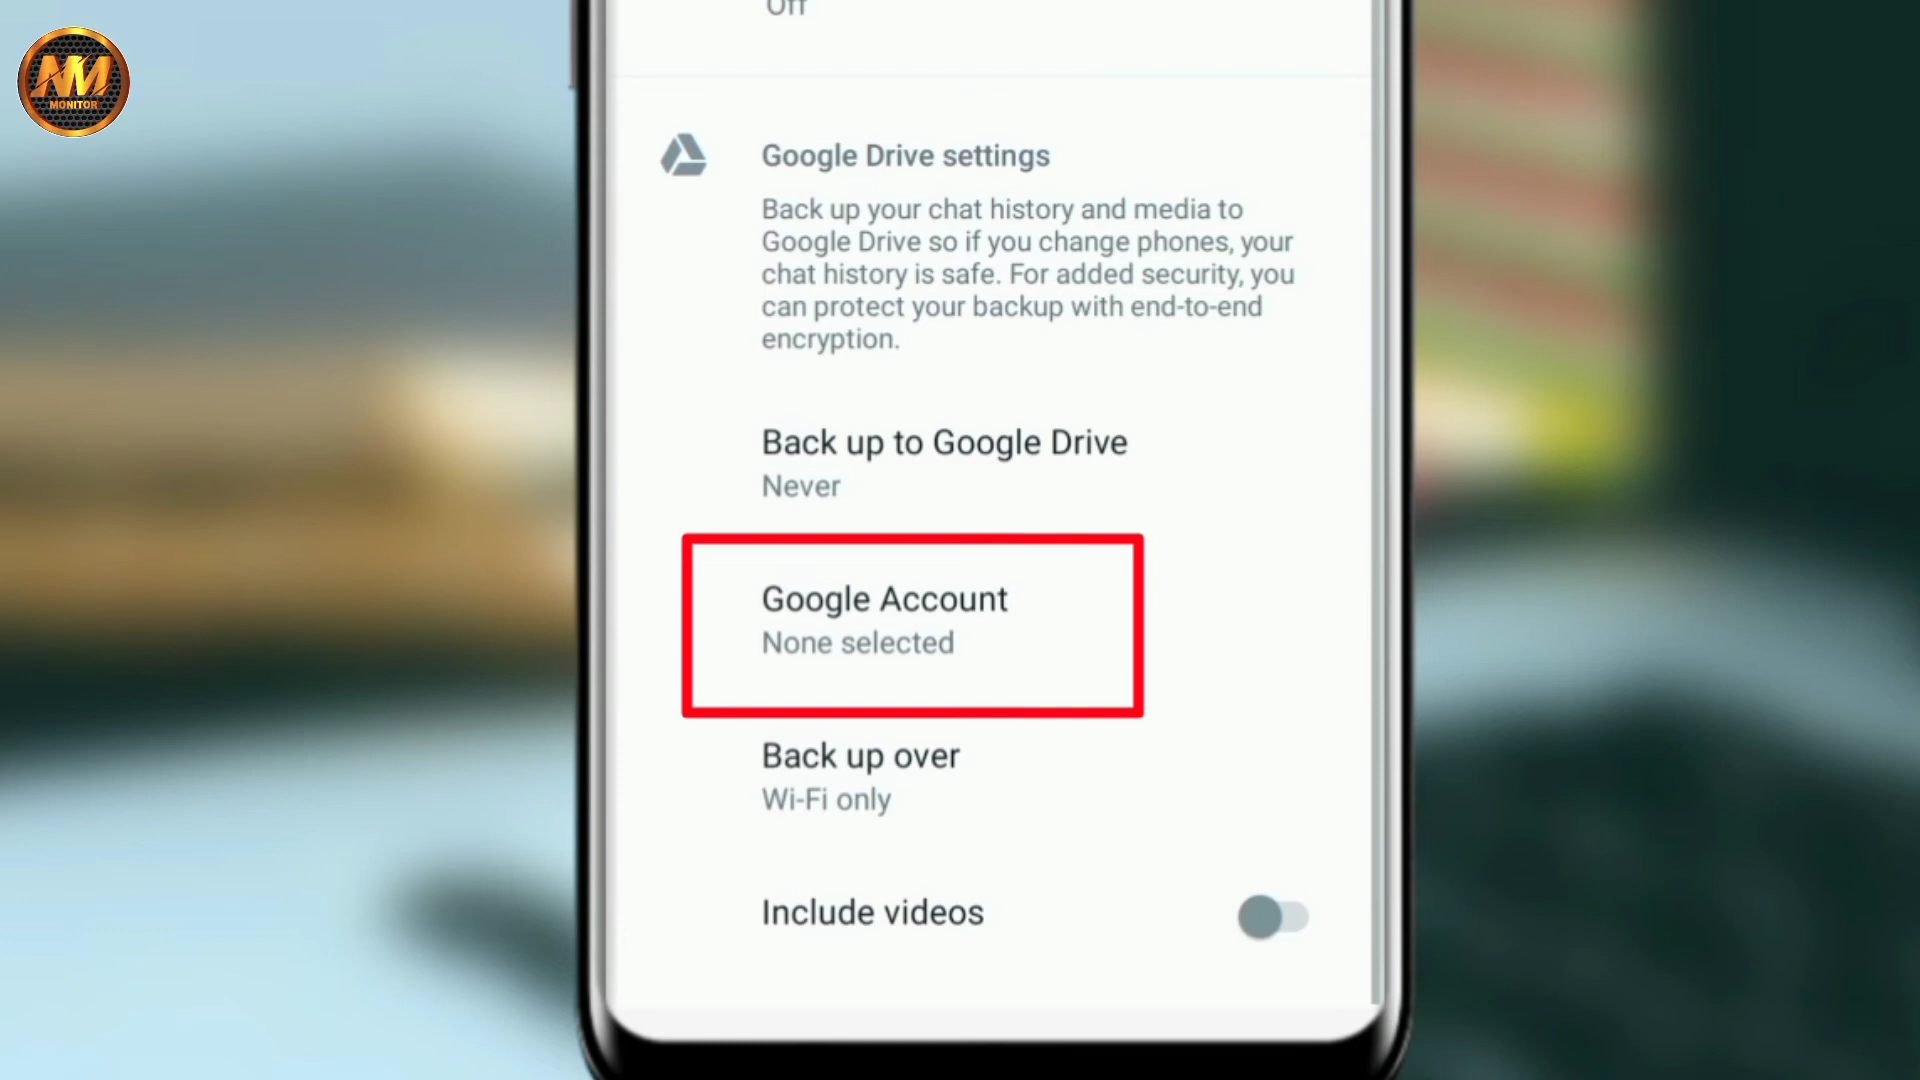 NM
MONITOR
Off
Google Drive settings
Back up your chat history and media to
Google Drive so if you change phones, your
chat history is safe. For added security, you
can protect your backup with end-to-end
encryption.
Back up to Google Drive
Never
Google Account
None selected
Back up over
Wi-Fi only
Include videos